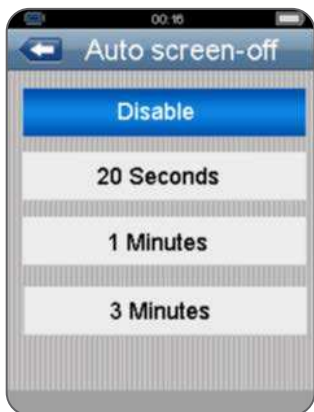 00:16
Auto screen-off
Disable
20 Seconds
1 Minutes
3 Minutes